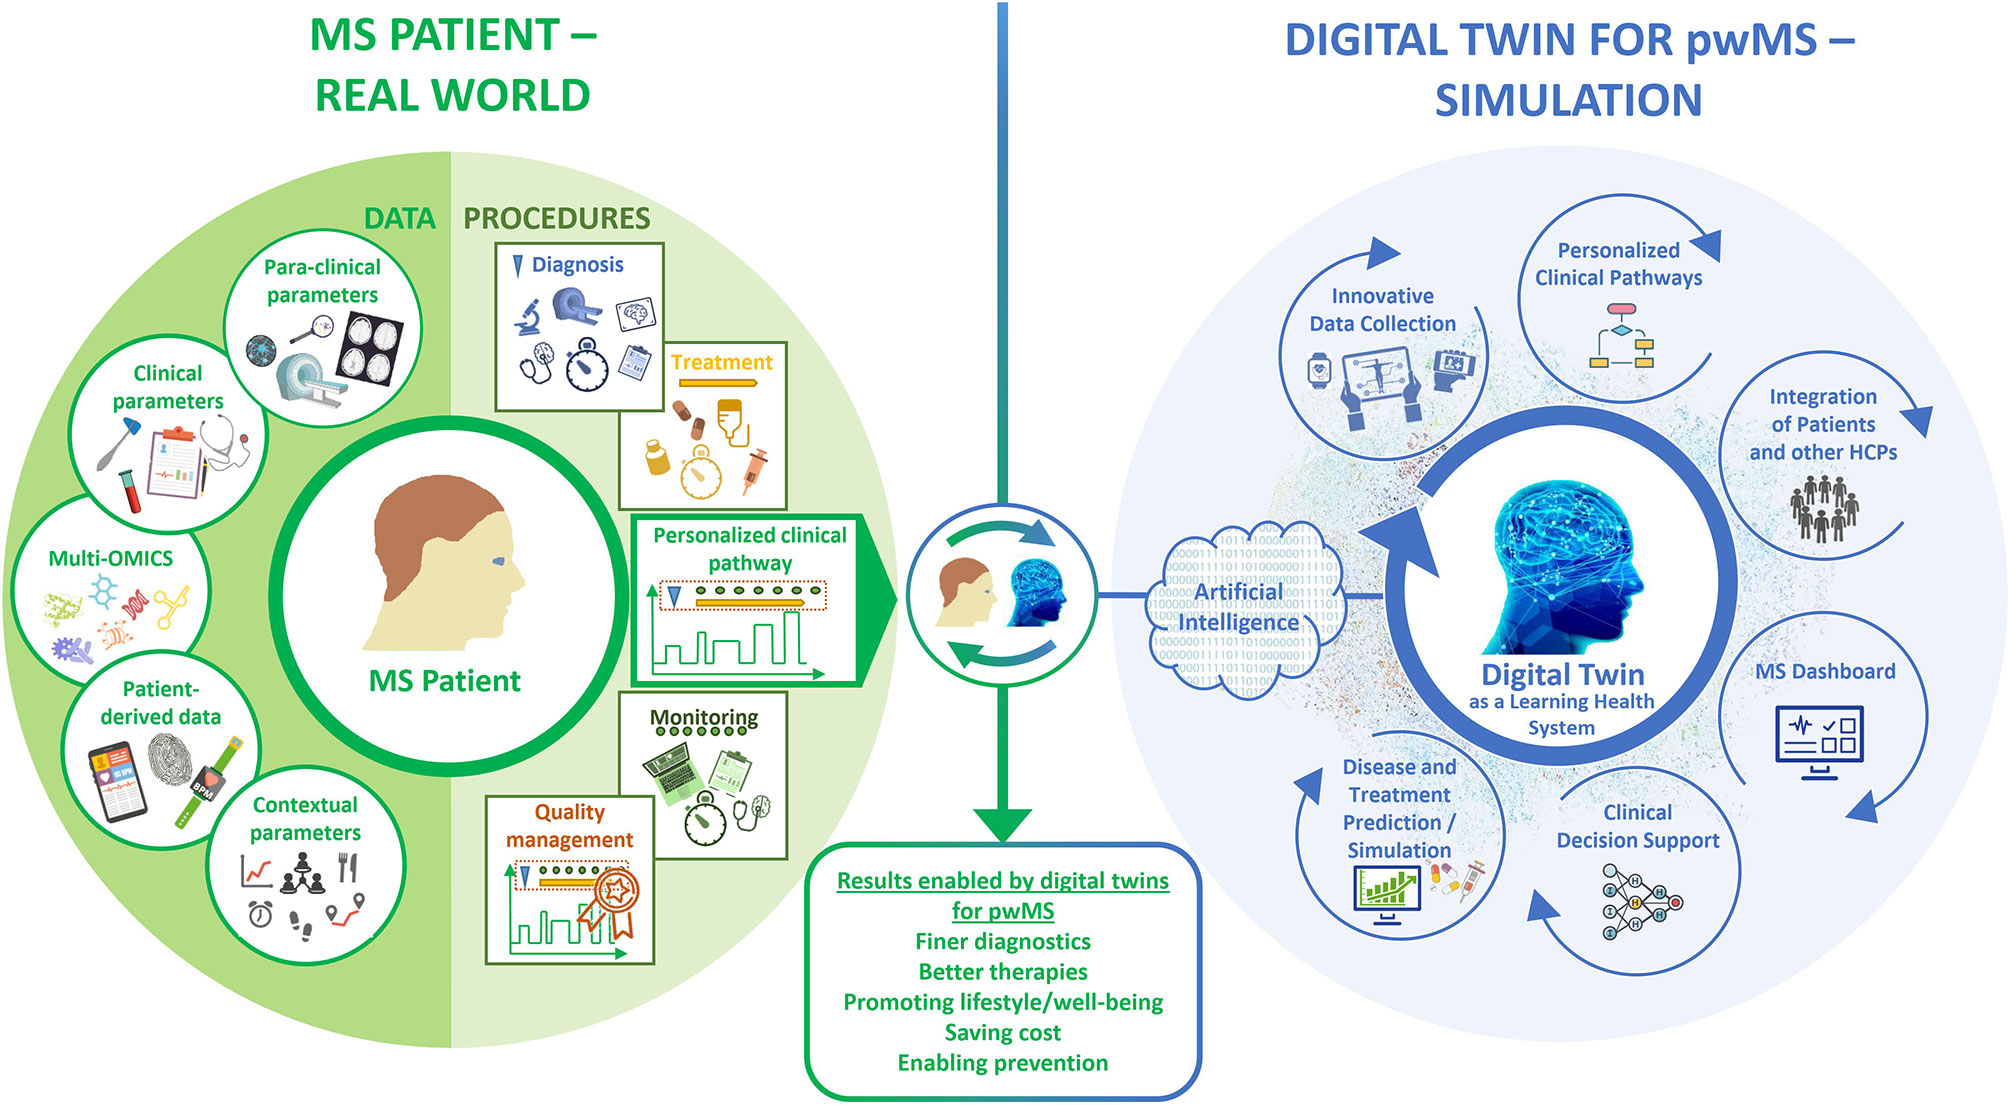 MS PATIENT –
REAL WORLD
DIGITAL TWIN FOR pwMS –
SIMULATION
DATA
PROCEDURES
Para-clinical
parameters
Clinical
parameters
Multi-OMICS
Patient-
derived data
BPM
Contextual
parameters
MS Patient
Diagnosis
Treatment
Personalized clinical
pathway
Monitoring
Quality
management
Artificial
Intelligence
Results enabled by digital twins
for pwMS
Finer diagnostics
Better therapies
Promoting lifestyle/well-being
Saving cost
Enabling prevention
Innovative
Data Collection
Personalized
Clinical Pathways
Integration
of Patients
and other HCPs
MS Dashboard
Clinical
Decision Support
Disease and
Treatment
Prediction /
Simulation
Digital Twin
as a Learning Health
System